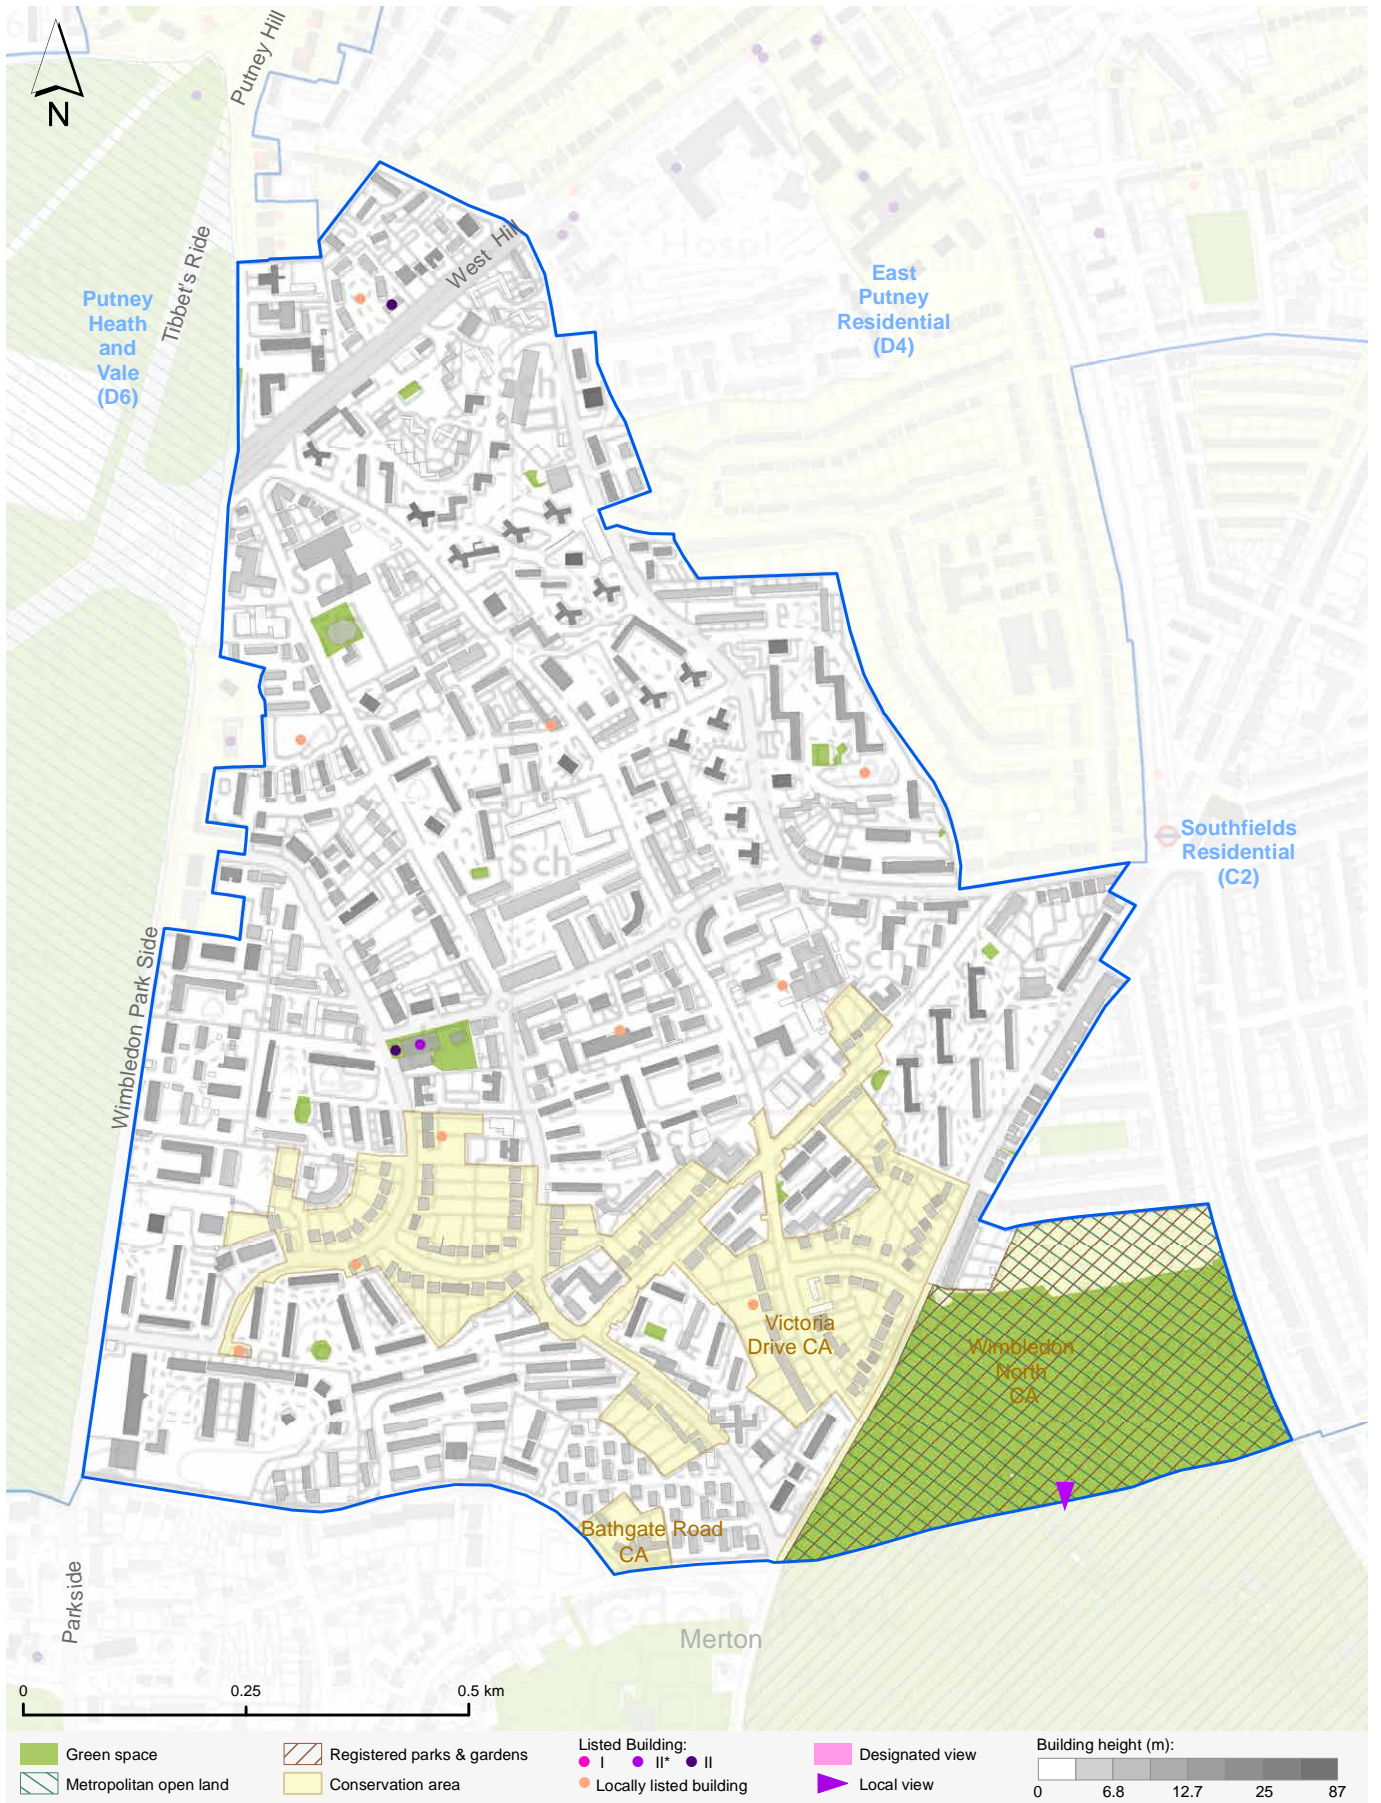 N
Putney Hill
Tibbet's Ride
West Hill
Putney
Heath
and
Vale
(D6)
East
Putney
Residential
(D4)
Southfields
Residential
(C2)
Wimbledon Park Side
Victoria
Drive CA
Wimbledon
North
CA
Bathgate Road
CA
Parkside
Merton
0 0.25 0.5 km
Green space
Metropolitan open land
Registered parks & gardens
Conservation area
Listed Building:
I II* II
Locally listed building
Designated view
Local view
Building height (m):
0 6.8 12.7 25 87